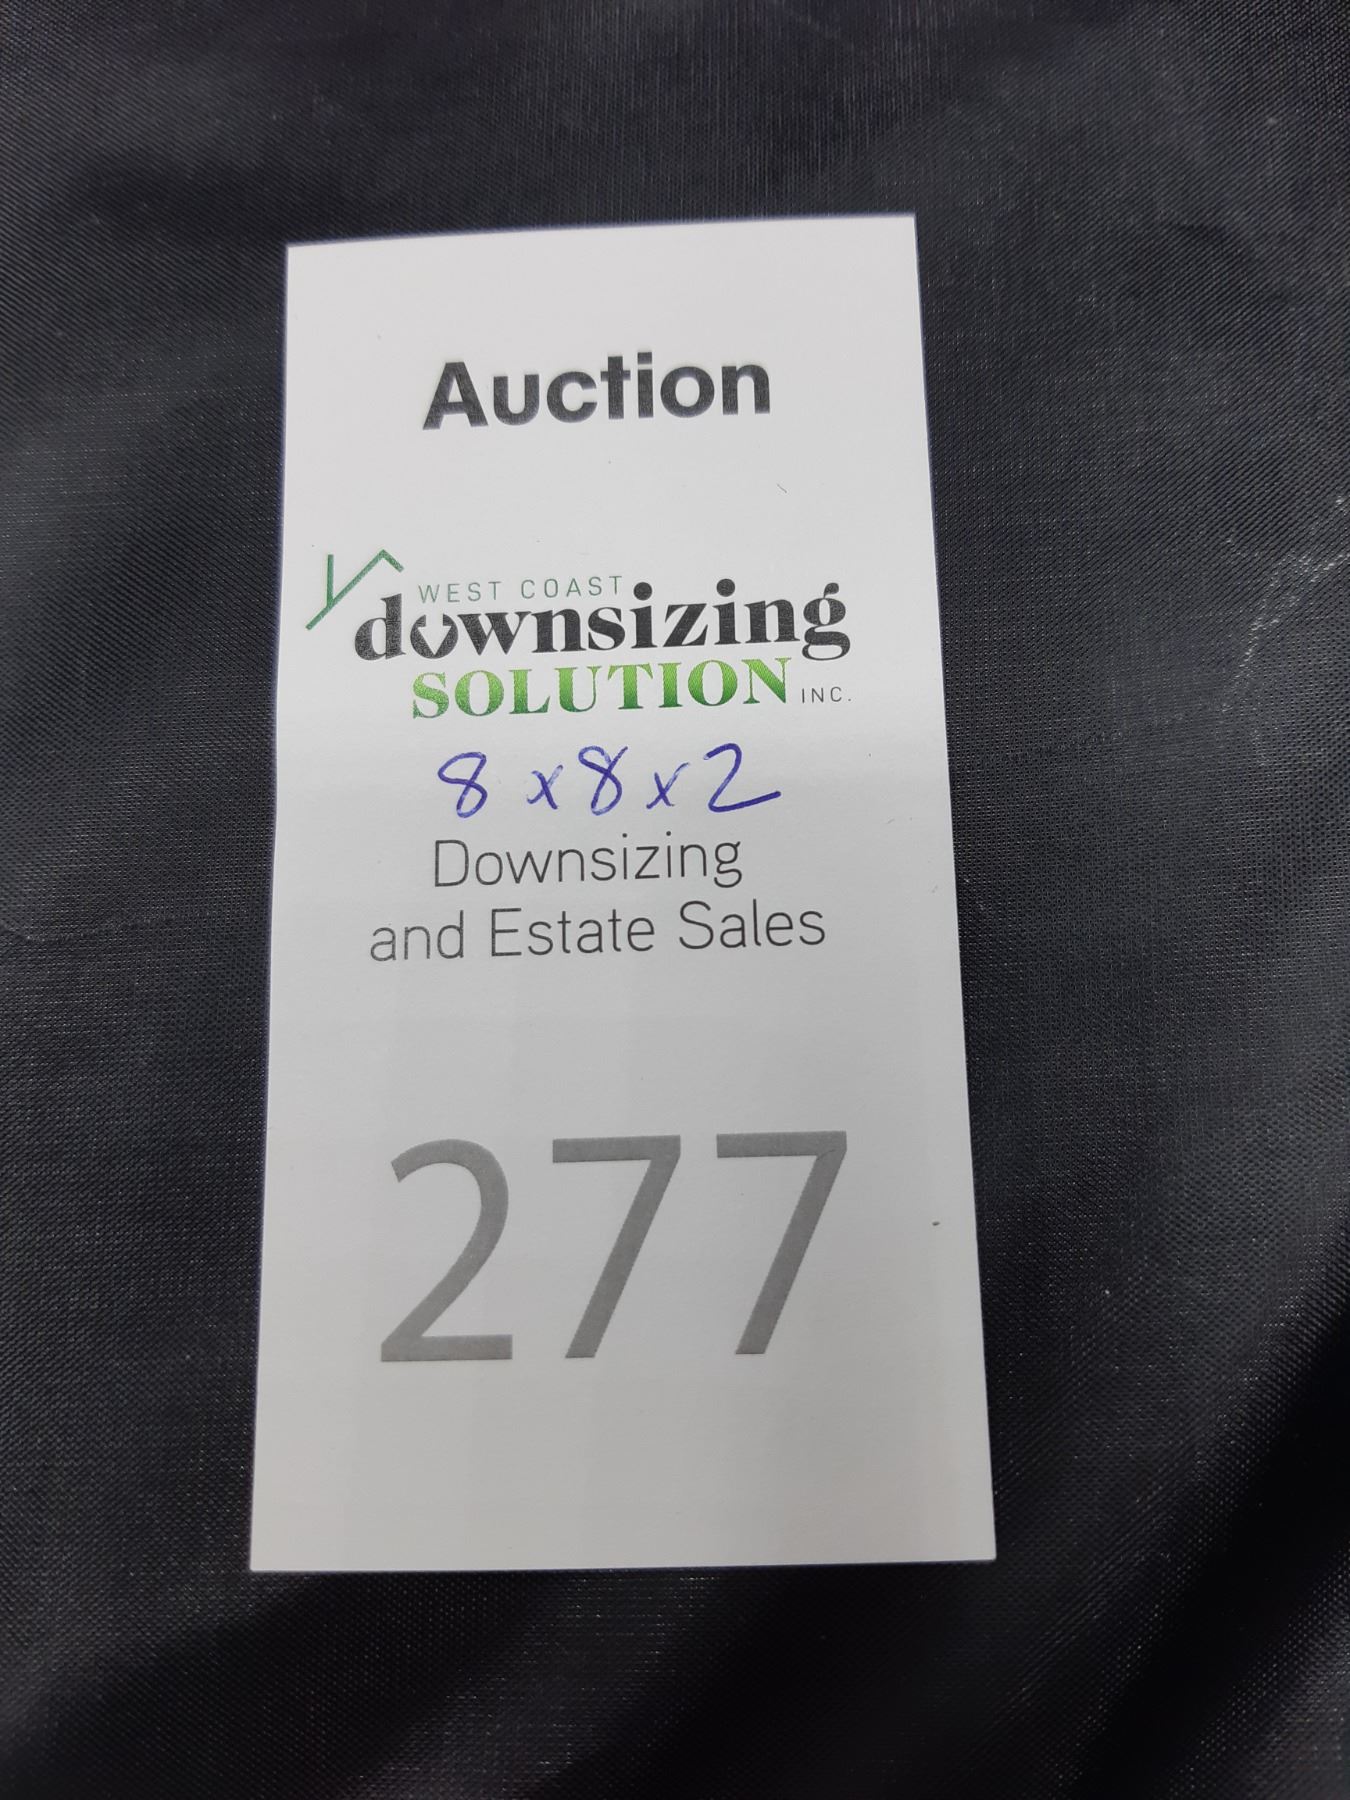 Auction
WEST COAST
downsizing
SOLUTION INC.
8 x 8 x 2
Downsizing
and Estate Sales
277